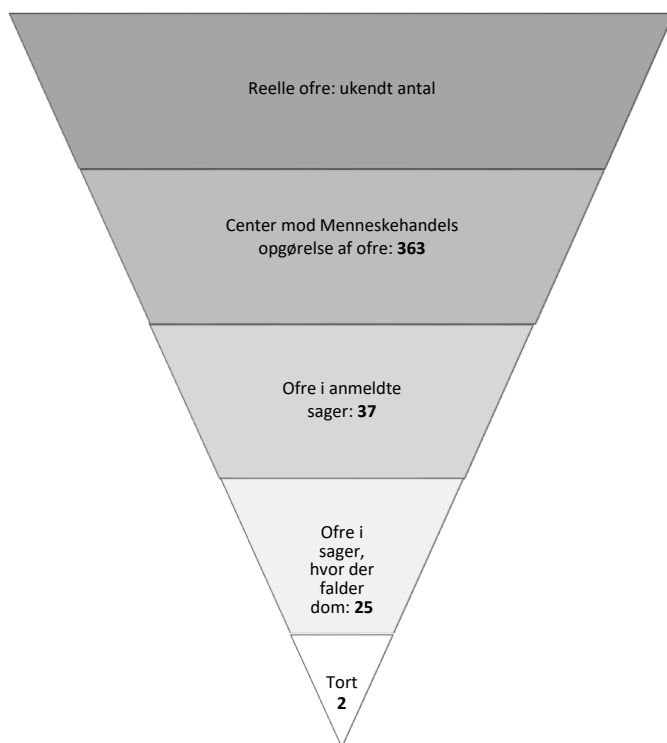 Reelle ofre: ukendt antal
Center mod Menneskehandels
opgørelse af ofre: 363
Ofre i anmeldte
sager: 37
Ofre i
sager,
hvor der
falder
dom: 25
Tort
2